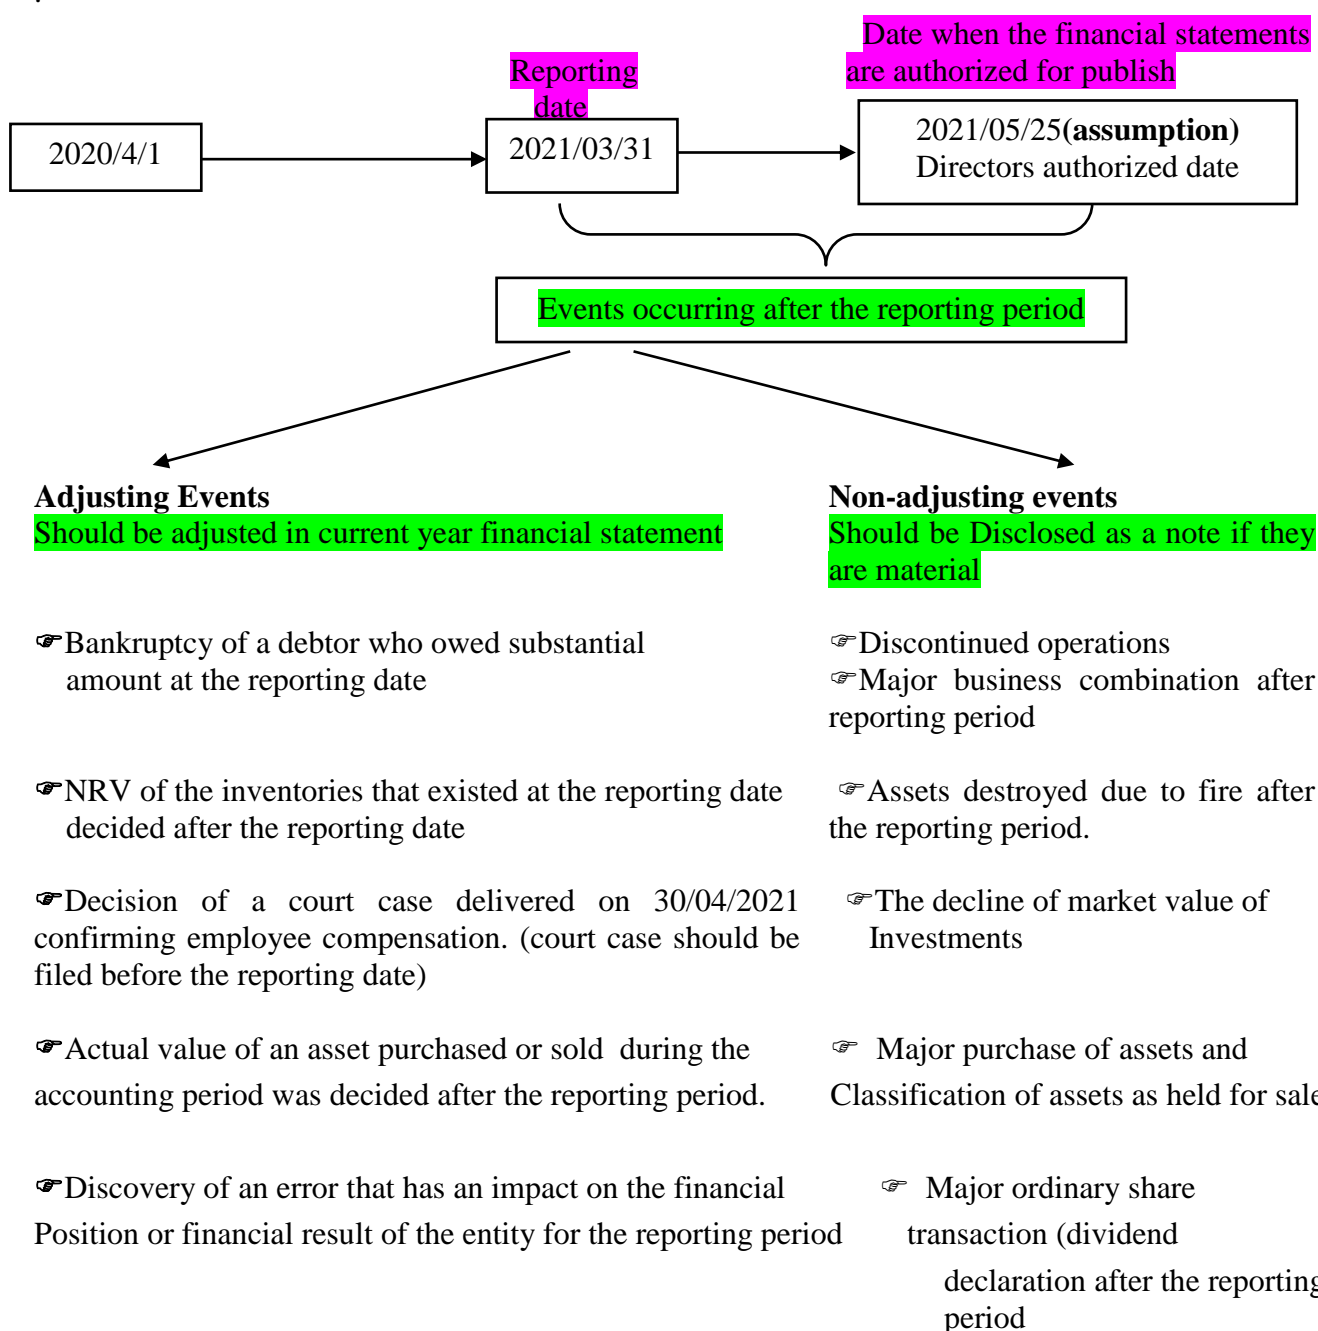 Date when the financial statements
are authorized for publish
Reporting
date
2020/4/1
2021/03/31
2021/05/25(assumption)
Directors authorized date
Events occurring after the reporting period
Adjusting Events
Should be adjusted in current year financial statement
☞Bankruptcy of a debtor who owed substantial
amount at the reporting date
☞NRV of the inventories that existed at the reporting date
decided after the reporting date
☞Decision of a court case delivered on 30/04/2021
confirming employee compensation. (court case should be
filed before the reporting date)
☞Actual value of an asset purchased or sold during the
accounting period was decided after the reporting period.
☞Discovery of an error that has an impact on the financial
Position or financial result of the entity for the reporting period
Non-adjusting events
Should be Disclosed as a note if they
are material
☞Discontinued operations
☞Major business combination after
reporting period
☞Assets destroyed due to fire after
the reporting period.
☞The decline of market value of
Investments
☞ Major purchase of assets and
Classification of assets as held for sale
☞ Major ordinary share
transaction (dividend
declaration after the reporting
period